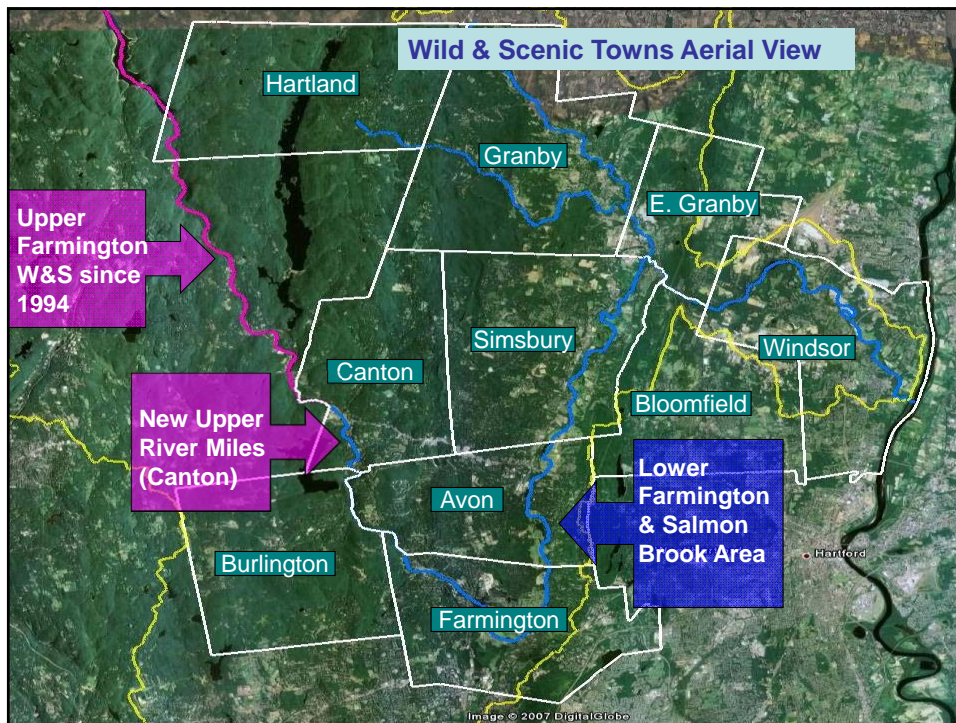 Wild & Scenic Towns Aerial View
Hartland
Granby
E. Granby
Upper
Farmington
W&S since
1994
Simsbury
Windsor
Canton
Bloomfield
New Upper
River Miles
(Canton)
Lower
Farmington
& Salmon
Brook Area
Avon
Hartford
Burlington
Farmington
Image © 2007 DigitalGlobe